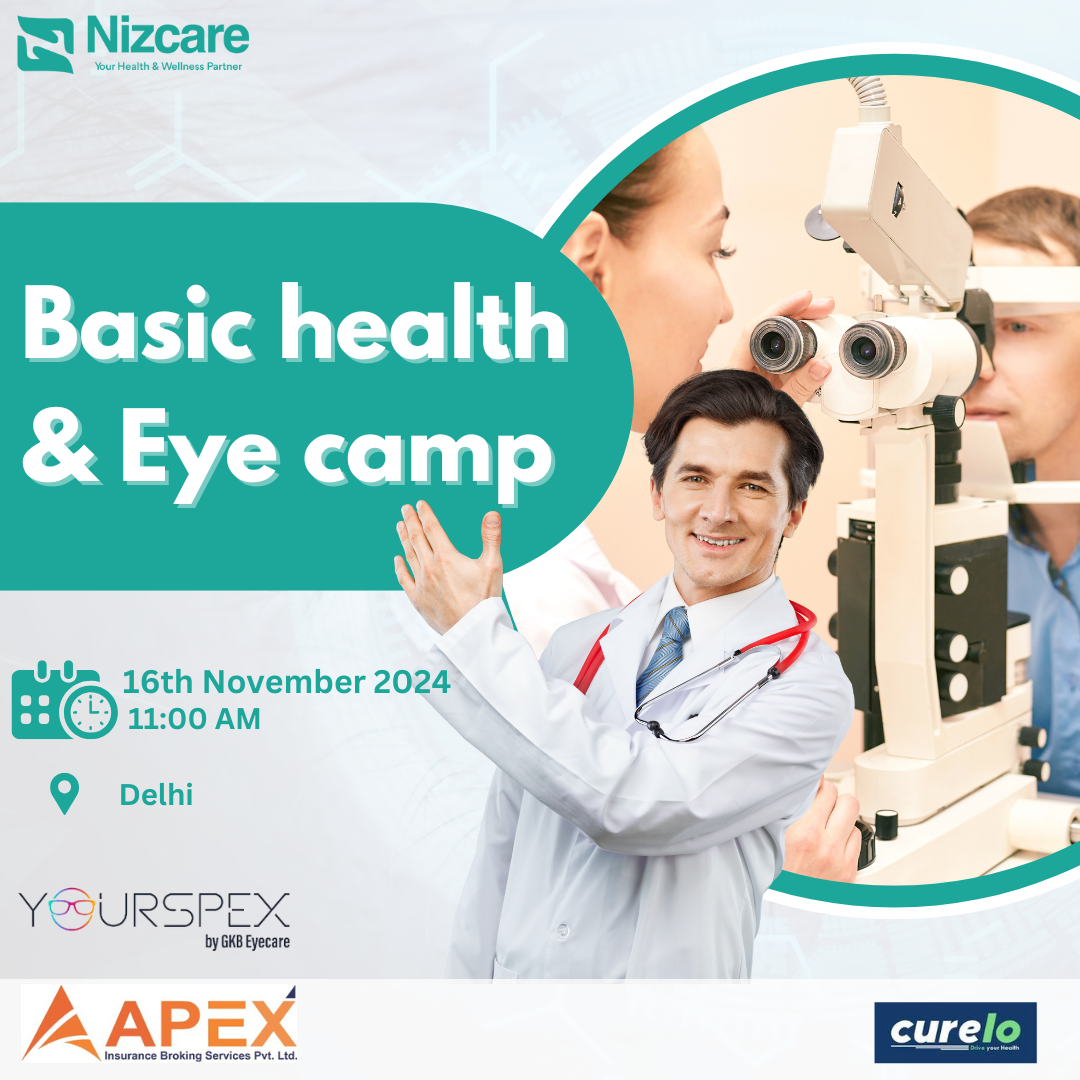 Nizcare
Your Health & Wellness Partner
Basic health
& Eye camp
16th November 2024
11:00 AM
Delhi
YOURSPEX
by GKB Eyecare
APEX
Insurance Broking Services Pvt. Ltd.
curelo
Drive your Health